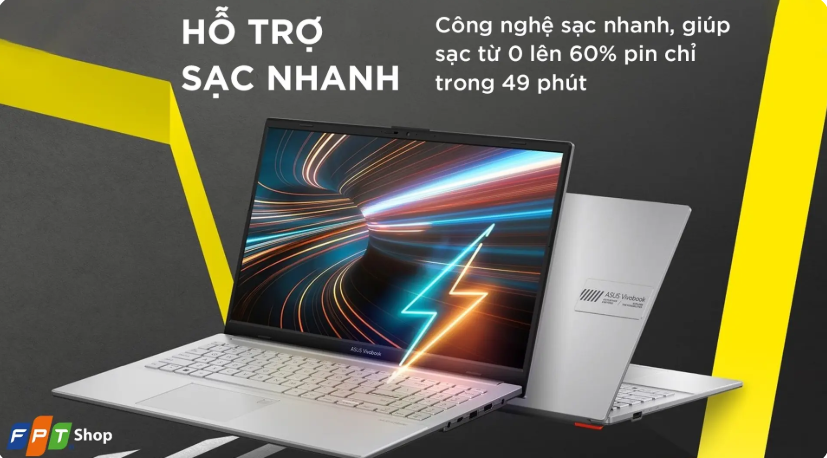 HỖ TRỢ
SẠC NHANH
Công nghệ sạc nhanh, giúp
sạc từ 0 lên 60% pin chỉ
trong 49 phút
ASUS Vivobook
ASUS Vivobook
FPT Shop